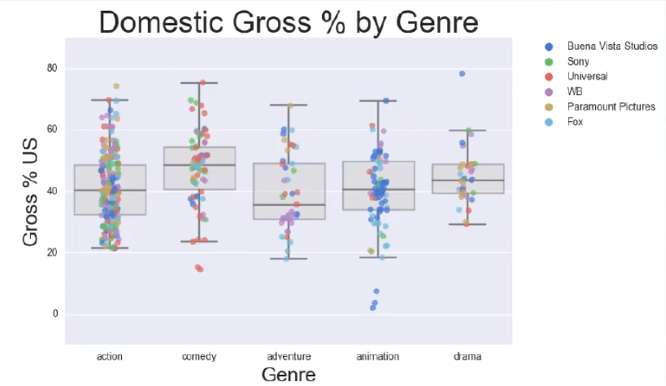 Domestic Gross % by Genre
Gross % US
80
60
40
20
0
action comedy adventure animation drama
Genre
Buena Vista Studios
Sony
Universal
WB
Paramount Pictures
Fox